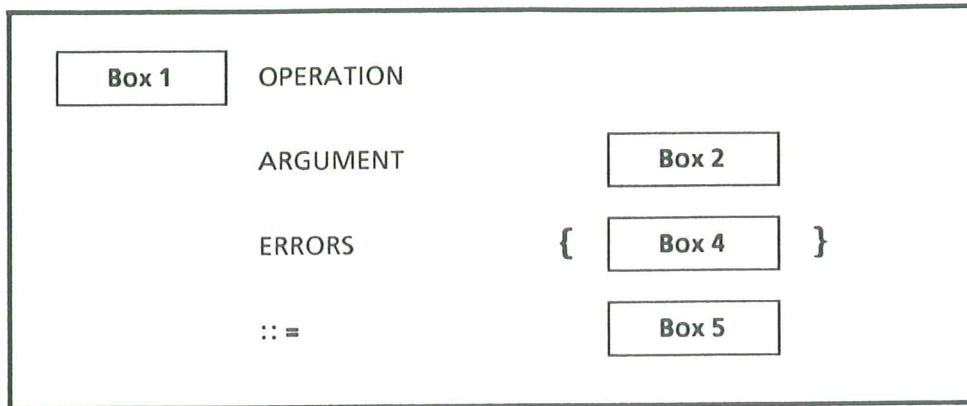 Box 1 OPERATION
ARGUMENT Box 2
ERRORS { Box 4 }
:: = Box 5